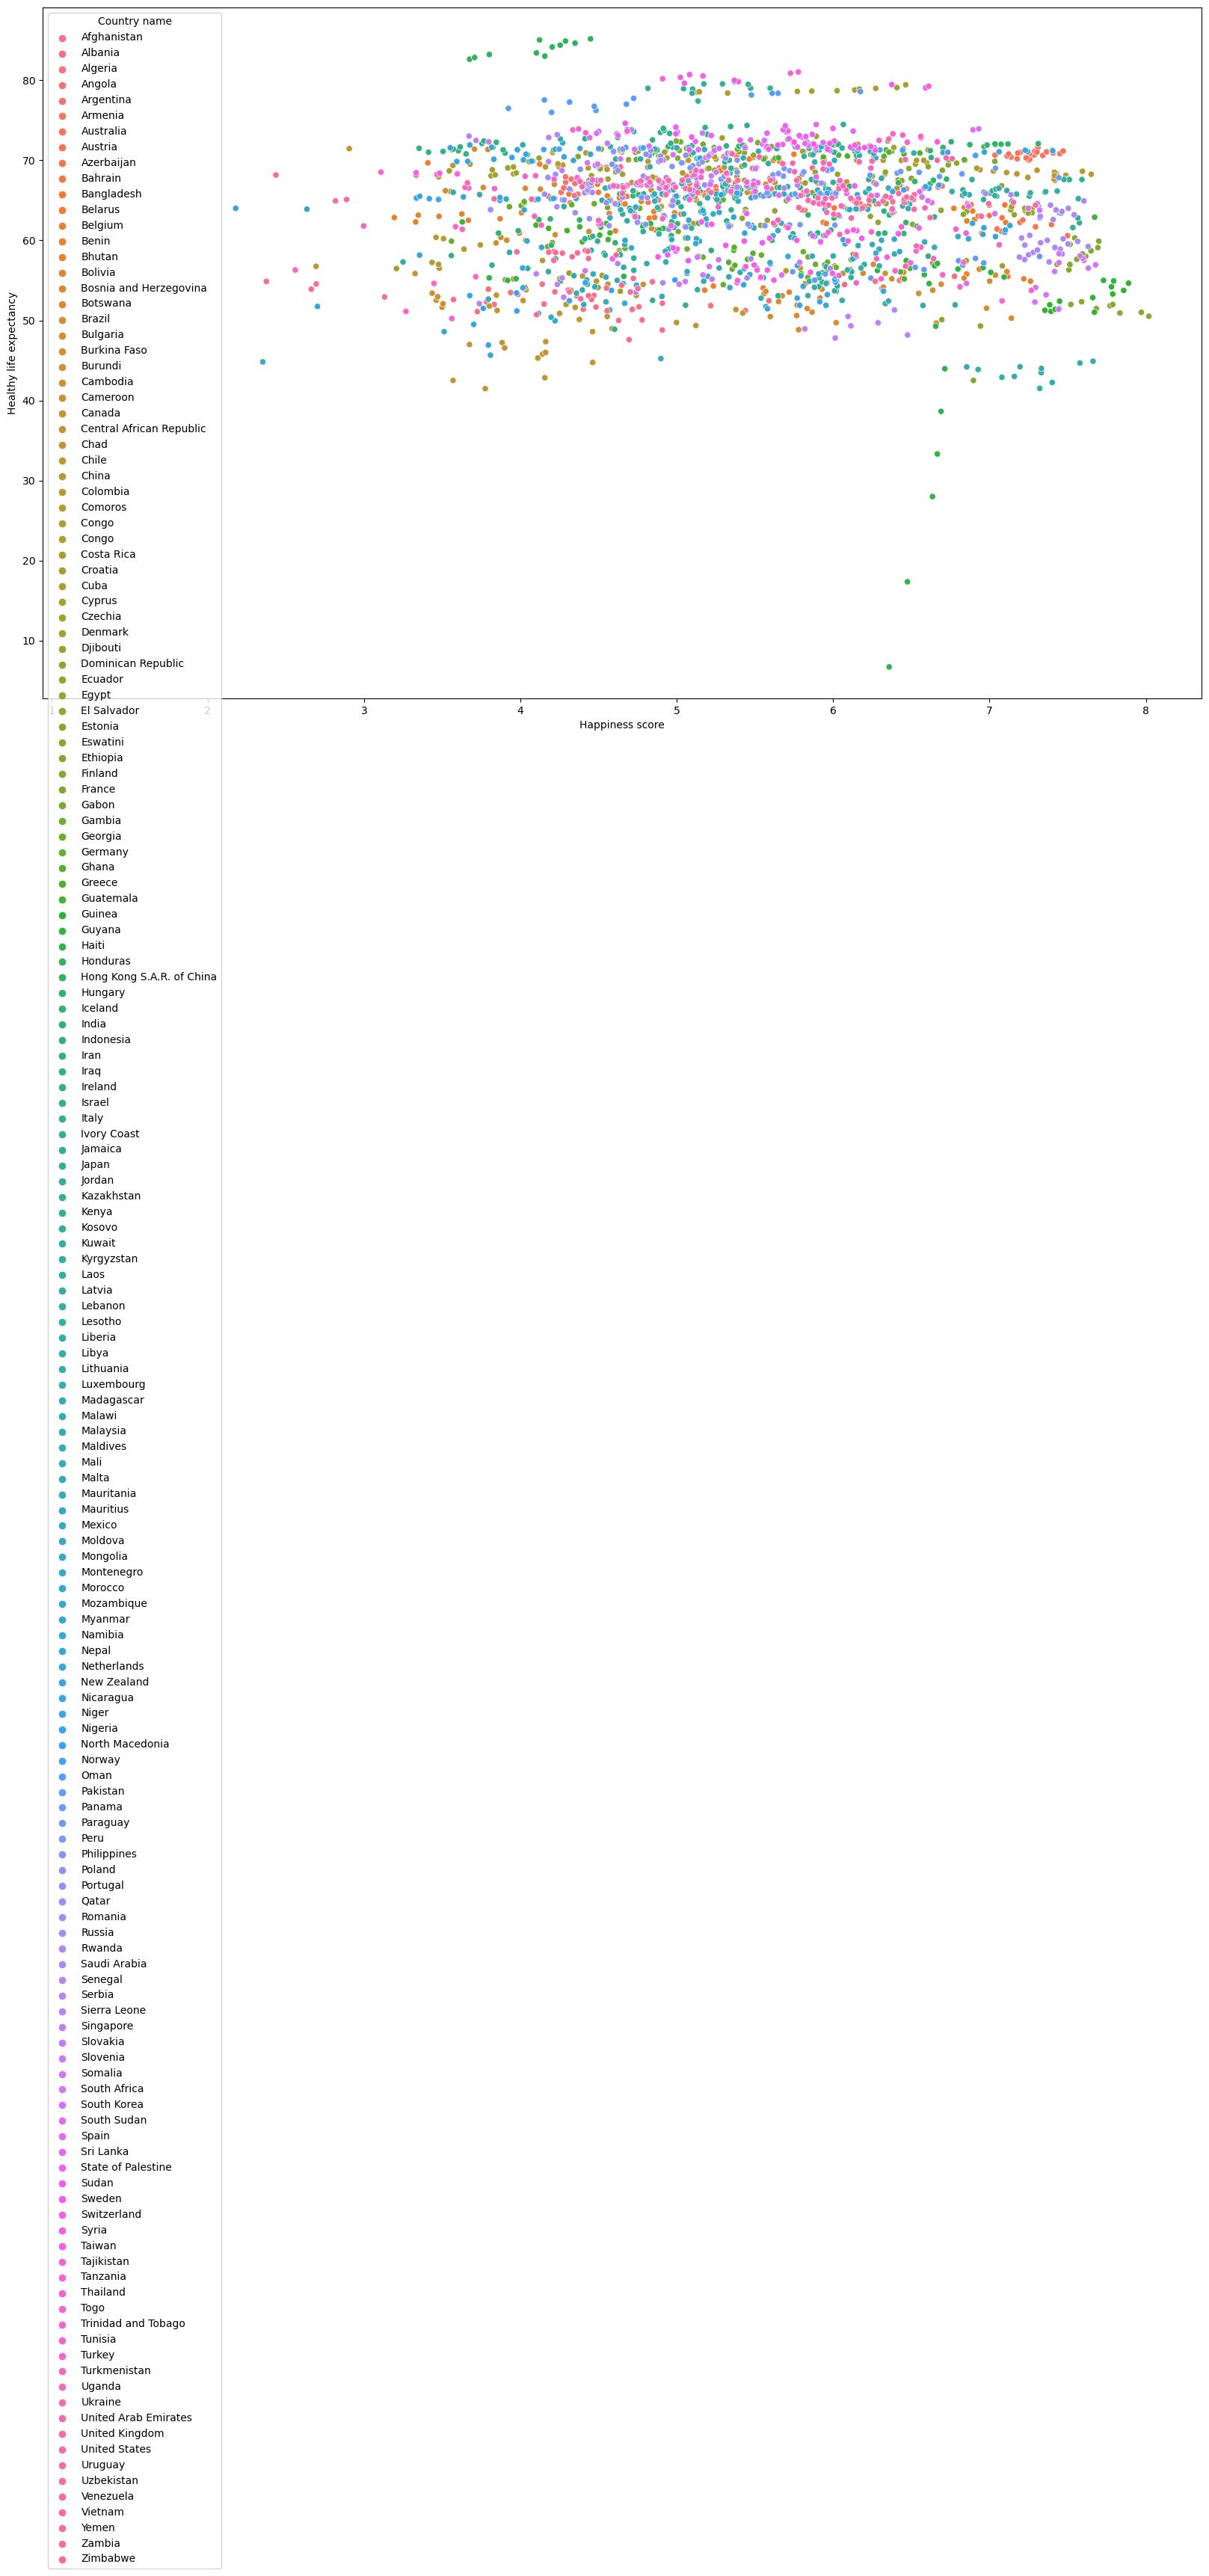 Country name
Afghanistan
Albania
Algeria
Angola
Argentina
Armenia
Australia
Austria
Azerbaijan
Bahrain
Bangladesh
Belarus
Belgium
Benin
Bhutan
Bolivia
Bosnia and Herzegovina
Botswana
Brazil
Bulgaria
Burkina Faso
Burundi
Cambodia
Cameroon
Canada
Central African Republic
Chad
Chile
China
Colombia
Comoros
Congo
Congo
Costa Rica
Croatia
Cuba
Cyprus
Czechia
Denmark
Djibouti
Dominican Republic
Ecuador
Egypt
El Salvador
Estonia
Eswatini
Ethiopia
Finland
France
Gabon
Gambia
Georgia
Germany
Ghana
Greece
Guatemala
Guinea
Guyana
Haiti
Honduras
Hong Kong S.A.R. of China
Hungary
Iceland
India
Indonesia
Iran
Iraq
Ireland
Israel
Italy
Ivory Coast
Jamaica
Japan
Jordan
Kazakhstan
Kenya
Kosovo
Kuwait
Kyrgyzstan
Laos
Latvia
Lebanon
Lesotho
Liberia
Libya
Lithuania
Luxembourg
Madagascar
Malawi
Malaysia
Maldives
Mali
Malta
Mauritania
Mauritius
Mexico
Moldova
Mongolia
Montenegro
Morocco
Mozambique
Myanmar
Namibia
Nepal
Netherlands
New Zealand
Nicaragua
Niger
Nigeria
North Macedonia
Norway
Oman
Pakistan
Panama
Paraguay
Peru
Philippines
Poland
Portugal
Qatar
Romania
Russia
Rwanda
Saudi Arabia
Senegal
Serbia
Sierra Leone
Singapore
Slovakia
Slovenia
Somalia
South Africa
South Korea
South Sudan
Spain
Sri Lanka
State of Palestine
Sudan
Sweden
Switzerland
Syria
Taiwan
Tajikistan
Tanzania
Thailand
Togo
Trinidad and Tobago
Tunisia
Turkey
Turkmenistan
Uganda
Ukraine
United Arab Emirates
United Kingdom
United States
Uruguay
Uzbekistan
Venezuela
Vietnam
Yemen
Zambia
Zimbabwe
Healthy life expectancy
80
70
60
50
40
30
20
10
1 2 3 4 5 6 7 8
Happiness score